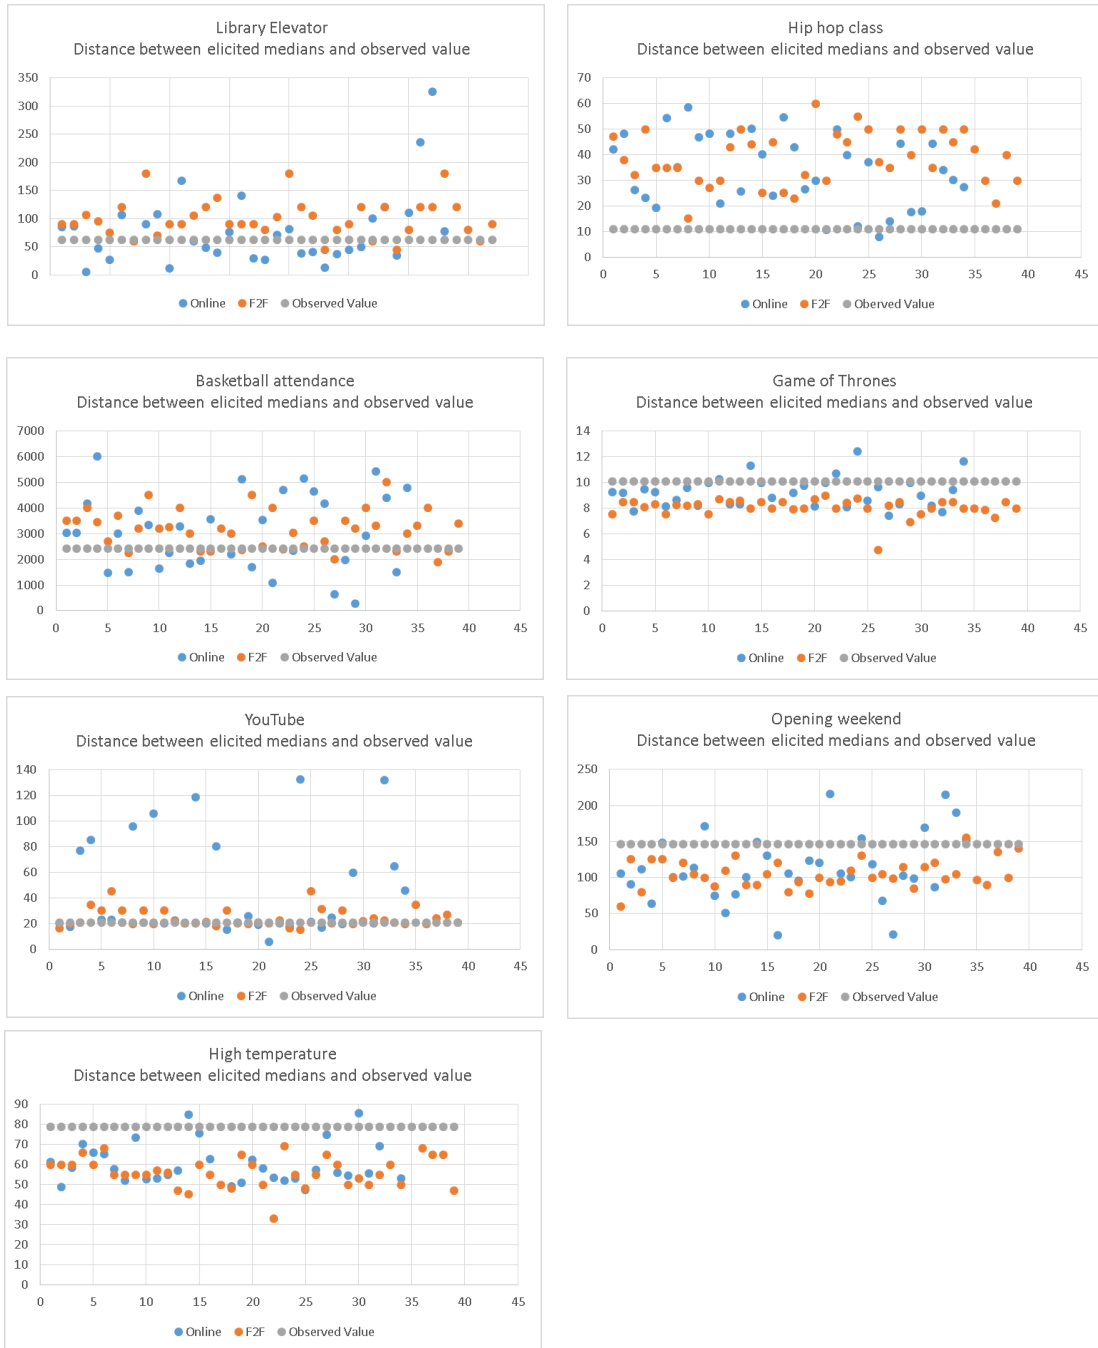 Library Elevator
Distance between elicited medians and observed value
350
300
250
200
150
100
50
0
Online F2F Observed Value
Hip hop class
Distance between elicited medians and observed value
70
60
50
40
30
20
10
0
0 5 10 15 20 25 30 35 40 45
Online F2F Oberved Value
Basketball attendance
Distance between elicited medians and observed value
7000
6000
5000
4000
3000
2000
1000
0
0 5 10 15 20 25 30 35 40 45
Online F2F Observed Value
Game of Thrones
Distance between elicited medians and observed value
14
12
10
8
6
4
2
0
0 5 10 15 20 25 30 35 40 45
Online F2F Observed Value
YouTube
Distance between elicited medians and observed value
140
120
100
80
60
40
20
0
0 5 10 15 20 25 30 35 40 45
Online F2F Observed Value
Opening weekend
Distance between elicited medians and observed value
250
200
150
100
50
0
0 5 10 15 20 25 30 35 40 45
Online F2F Observed Value
High temperature
Distance between elicited medians and observed value
90
80
70
60
50
40
30
20
10
0
0 5 10 15 20 25 30 35 40 45
Online F2F Observed Value